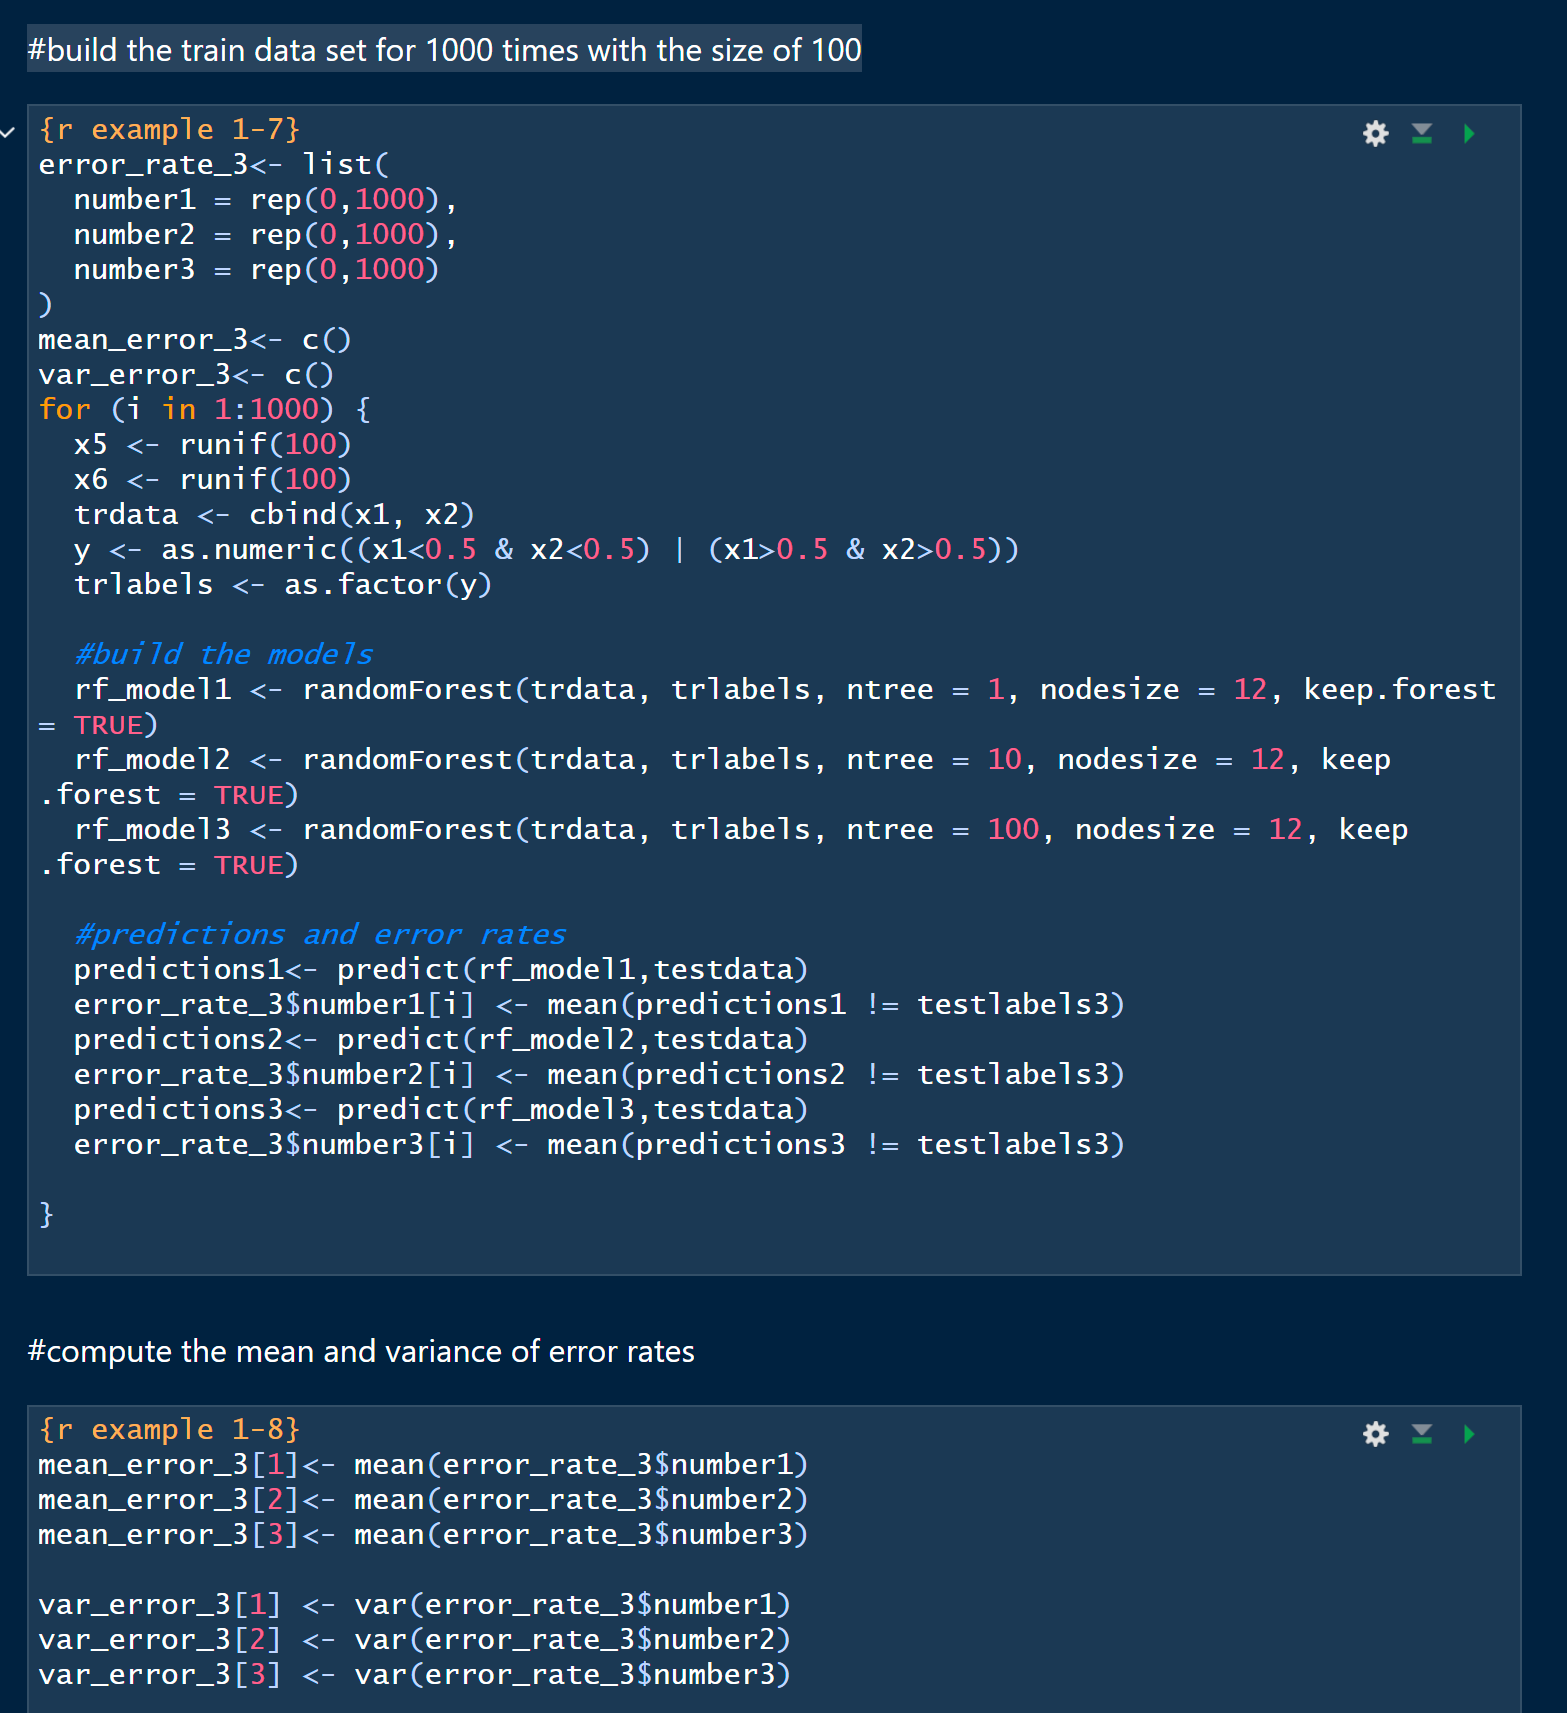 #build the train data set for 1000 times with the size of 100
{r example 1-7}
error_rate_3<- list(
  number1 = rep(0,1000),
  number2 = rep(0,1000),
  number3 = rep(0,1000)
)
mean_error_3<- c()
var_error_3<- c()
for (i in 1:1000) {
  x5 <- runif(100)
  x6 <- runif(100)
  trdata <- cbind(x1, x2)
  y <- as.numeric((x1<0.5 & x2<0.5) | (x1>0.5 & x2>0.5))
  trlabels <- as.factor(y)
  #build the models
  rf_model1 <- randomForest(trdata, trlabels, ntree = 1, nodesize = 12, keep.forest
= TRUE)
  rf_model2 <- randomForest(trdata, trlabels, ntree = 10, nodesize = 12, keep
.forest = TRUE)
  rf_model3 <- randomForest(trdata, trlabels, ntree = 100, nodesize = 12, keep
.forest = TRUE)
  #predictions and error rates
  predictions1<- predict(rf_model1,testdata)
  error_rate_3$number1[i] <- mean(predictions1 != testlabels3)
  predictions2<- predict(rf_model2,testdata)
  error_rate_3$number2[i] <- mean(predictions2 != testlabels3)
  predictions3<- predict(rf_model3,testdata)
  error_rate_3$number3[i] <- mean(predictions3 != testlabels3)
}
#compute the mean and variance of error rates
{r example 1-8}
mean_error_3[1]<- mean(error_rate_3$number1)
mean_error_3[2]<- mean(error_rate_3$number2)
mean_error_3[3]<- mean(error_rate_3$number3)
var_error_3[1] <- var(error_rate_3$number1)
var_error_3[2] <- var(error_rate_3$number2)
var_error_3[3] <- var(error_rate_3$number3)